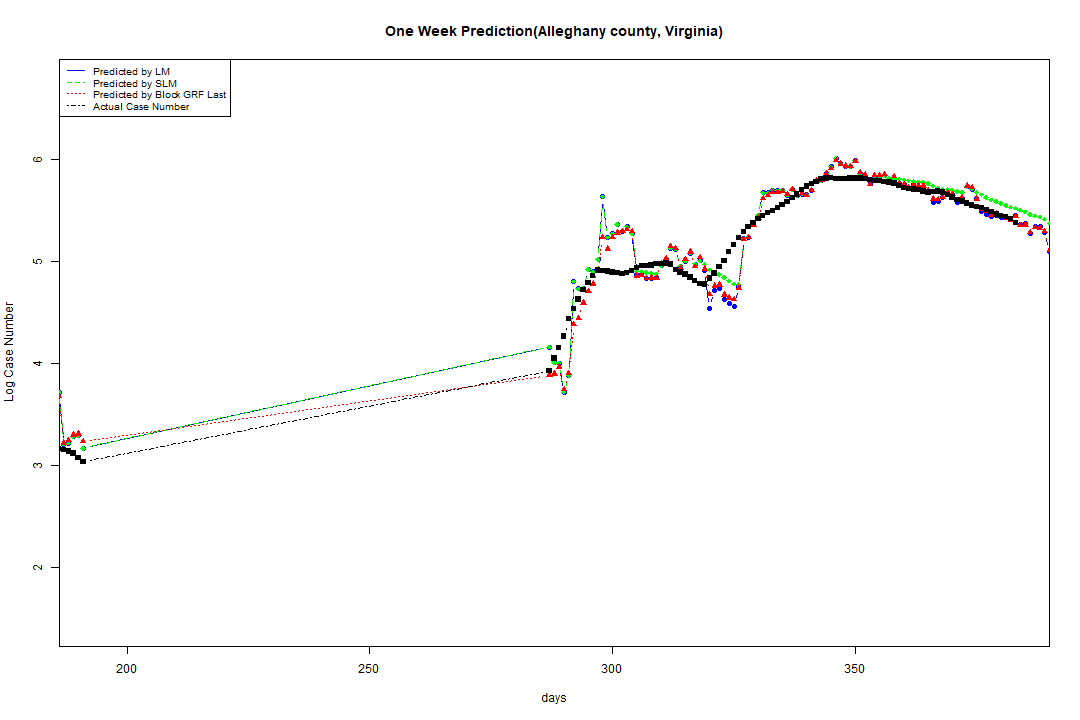 One Week Prediction(Alleghany county, Virginia)
Predicted by LM
Predicted by SLM
Predicted by Block GRF Last
Actual Case Number
6
5
4
3
2
Log Case Number
200 250 300 350
days